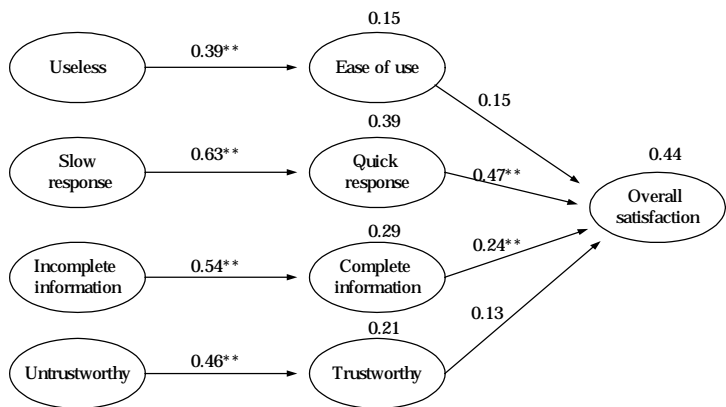 0.15
Useless
0.39**
Ease of use
0.15
0.39
Slow
response
0.63**
Quick
response
0.47**
0.44
Overall
satisfaction
0.29
Incomplete
information
0.54**
Complete
information
0.24**
0.21
0.13
Untrustworthy
0.46**
Trustworthy